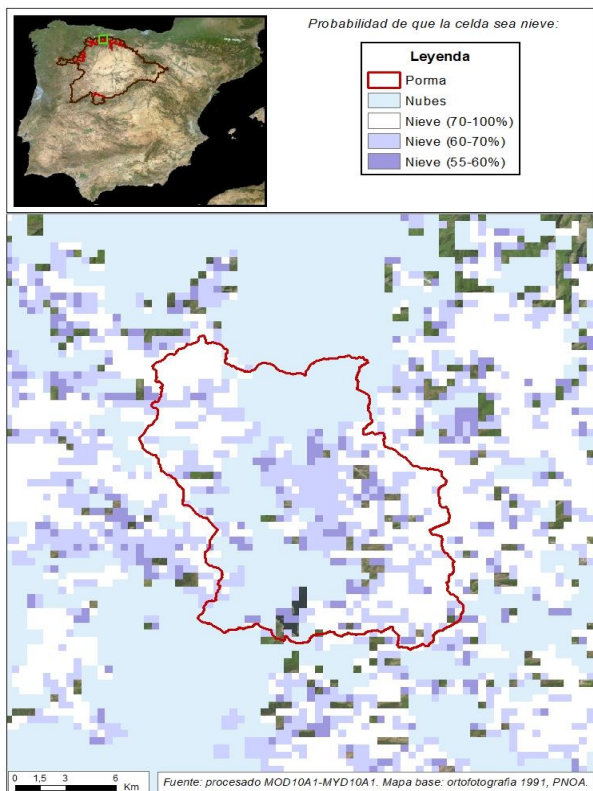 Probabilidad de que la celda sea nieve:
Leyenda
Porma
Nubes
Nieve (70-100%)
Nieve (60-70%)
Nieve (55-60%)
0 1,5 3 6
Km
Fuente: procesado MOD10A1-MYD10A1. Mapa base: ortofotografia 1991, PNOA.